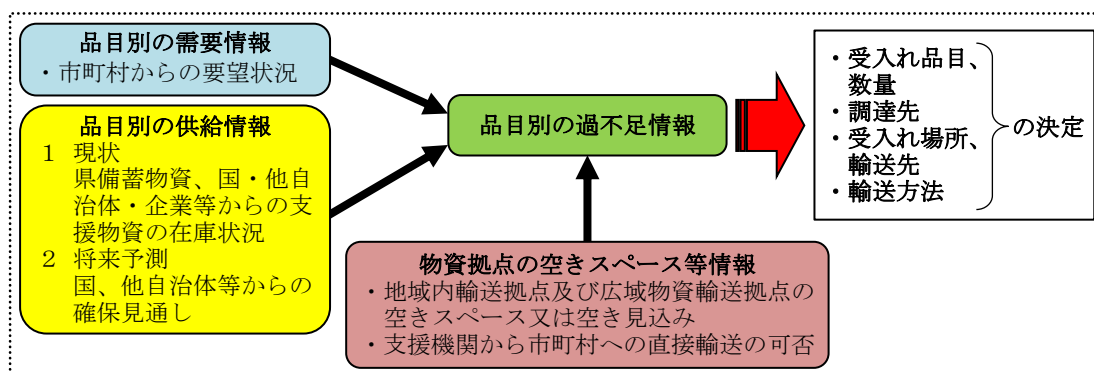 品目別の需要情報
・市町村からの要望状況
品目別の供給情報
1 現状
県備蓄物資、国・他自
治体・企業等からの支
援物資の在庫状況
2 将来予測
国、他自治体等からの
確保見通し
品目別の過不足情報
物資拠点の空きスペース等情報
・地域内輸送拠点及び広域物資輸送拠点の
空きスペース又は空き見込み
・支援機関から市町村への直接輸送の可否
・受入れ品目、
数量
・調達先
・受入れ場所、
輸送先
・輸送方法
の決定